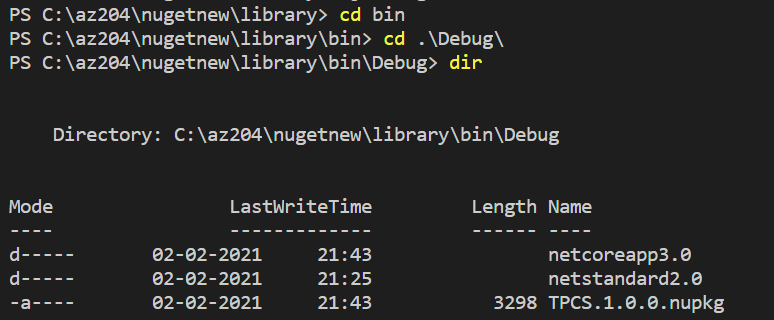 PS C:\az204\nugetnew\library> cd bin
PS C:\az204\nugetnew\library\bin> cd .\Debug\
PS C:\az204\nugetnew\library\bin\Debug> dir
Directory: C:\az204\nugetnew\library\bin\Debug
Mode LastWriteTime Length Name
---- ------------- ------ ----
d----- 02-02-2021 21:43 netcoreapp3.0
d----- 02-02-2021 21:25 netstandard2.0
-a---- 02-02-2021 21:43 3298 TPCS.1.0.0.nupkg